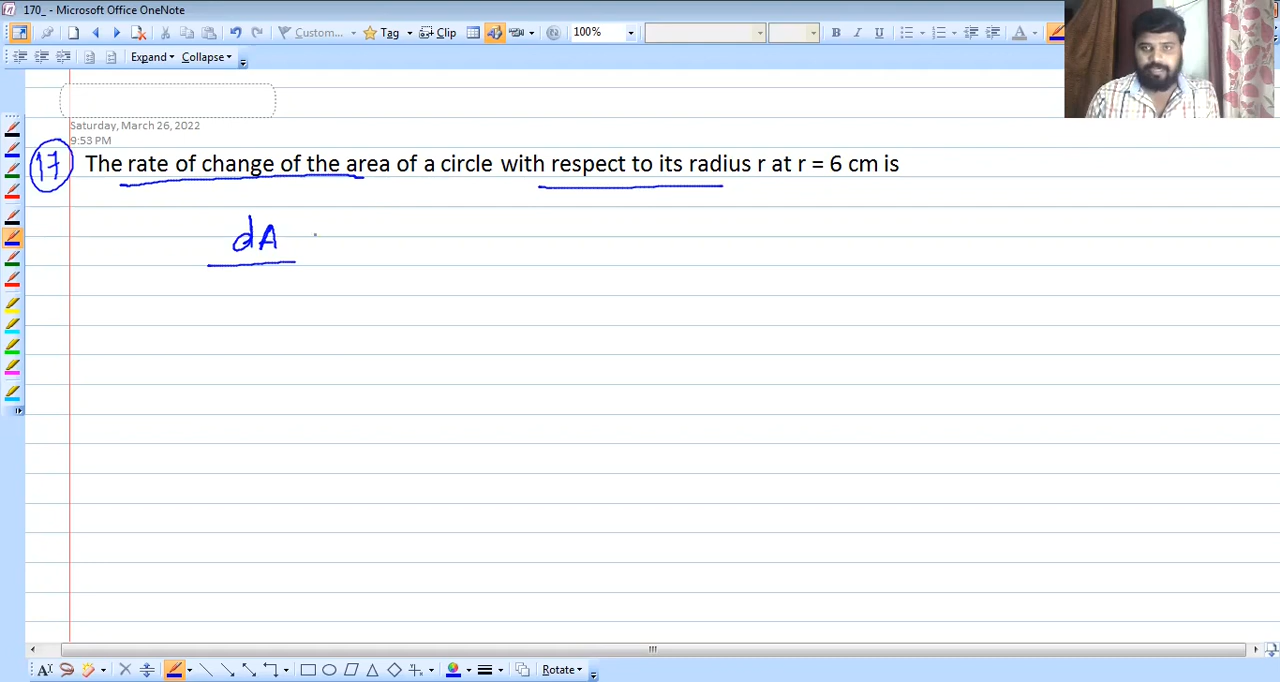 170_ - Microsoft Office OneNote
Custom... Tag Clip 100% B I U A
Expand Collapse
Saturday, March 26, 2022
9:53 PM
17 The rate of change of the area of a circle with respect to its radius r at r = 6 cm is
dA
Rotate